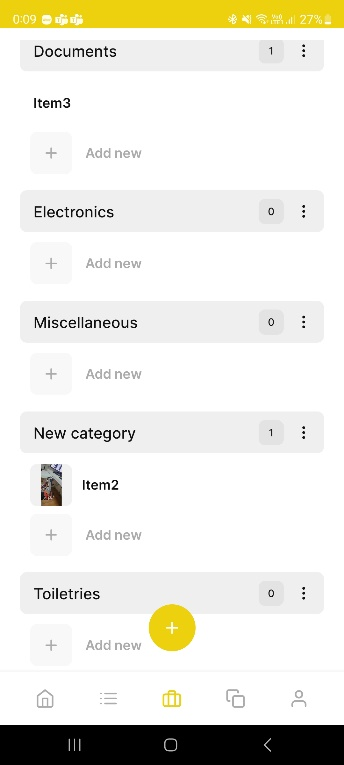 0:09 27%
Documents 1
Item3
Add new
Electronics 0
Add new
Miscellaneous 0
Add new
New category 1
Item2
Add new
Toiletries 0
Add new